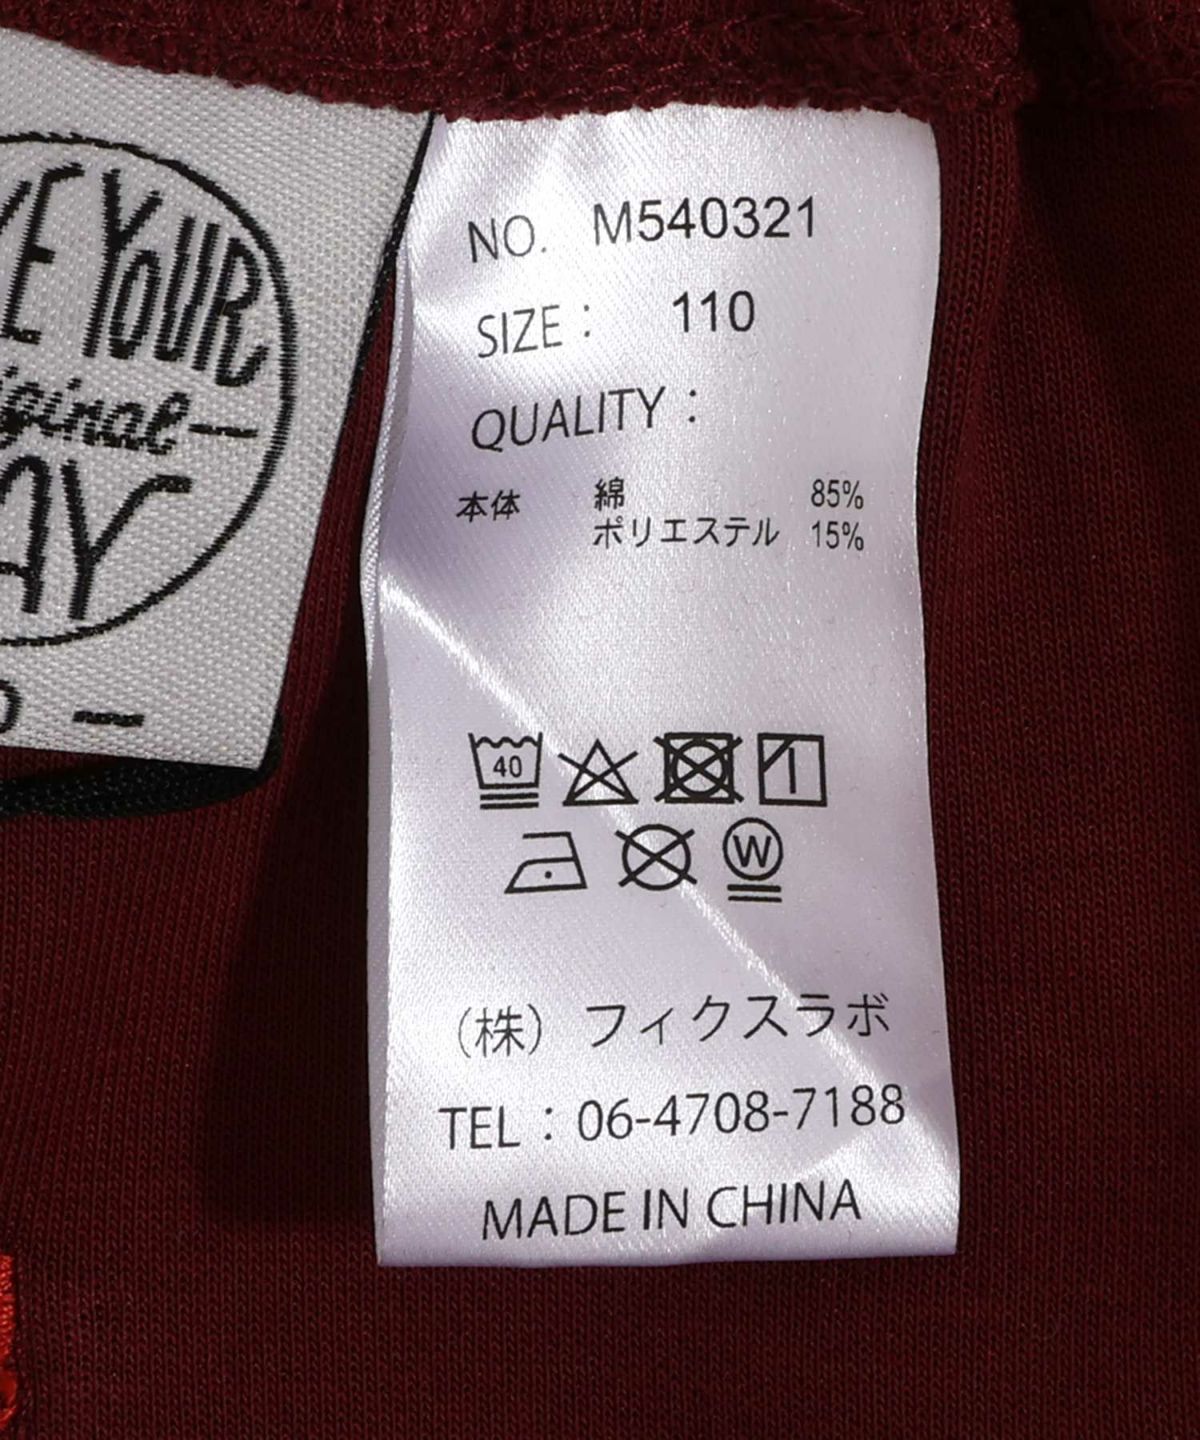 YOUR
NO. M540321
SIZE : 110
QUALITY :
本体 綿 85%
ポリエステル 15%
40
W
(株) フィクスラボ
TEL : 06-4708-7188
MADE IN CHINA